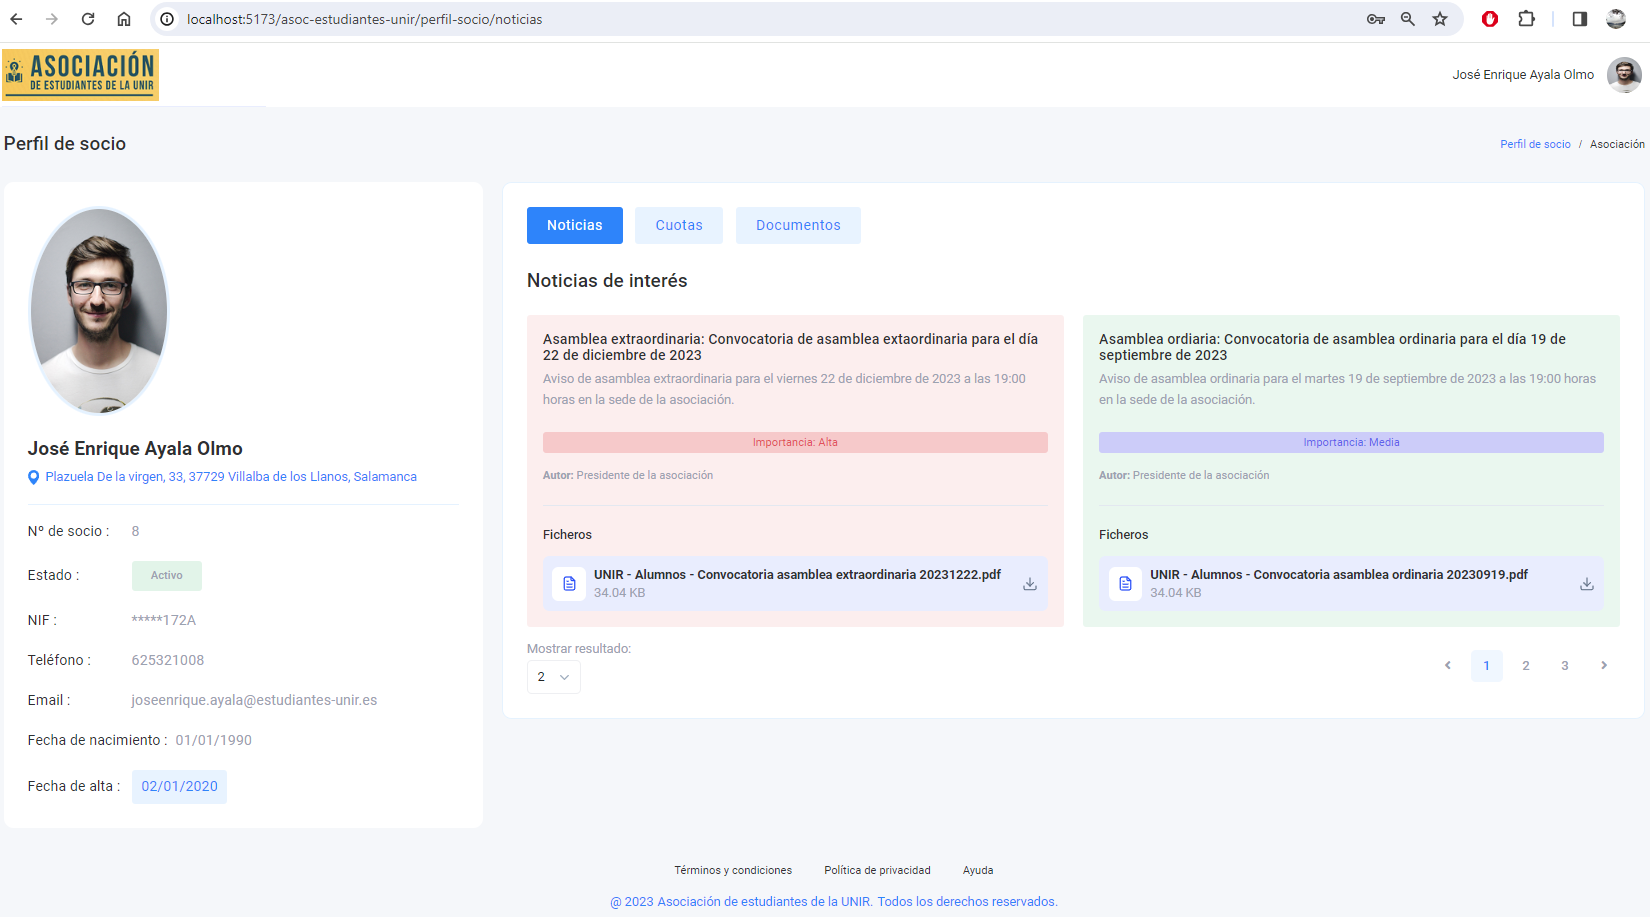 localhost:5173/asoc-estudiantes-unir/perfil-socio/noticias
ASOCIACIÓN
DE ESTUDIANTES DE LA UNIR
José Enrique Ayala Olmo
Perfil de socio
Perfil de socio / Asociación
José Enrique Ayala Olmo
Plazuela De la virgen, 33, 37729 Villalba de los Llanos, Salamanca
Nº de socio : 8
Estado : Activo
NIF : *****172A
Teléfono : 625321008
Email : joseenrique.ayala@estudiantes-unir.es
Fecha de nacimiento : 01/01/1990
Fecha de alta : 02/01/2020
Noticias Cuotas Documentos
Noticias de interés
Asamblea extraordinaria: Convocatoria de asamblea extaordinaria para el día
22 de diciembre de 2023
Aviso de asamblea extraordinaria para el viernes 22 de diciembre de 2023 a las 19:00
horas en la sede de la asociación.
Importancia: Alta
Autor: Presidente de la asociación
Ficheros
UNIR - Alumnos - Convocatoria asamblea extraordinaria 20231222.pdf
34.04 KB
Asamblea ordiaria: Convocatoria de asamblea ordinaria para el día 19 de
septiembre de 2023
Aviso de asamblea ordinaria para el martes 19 de septiembre de 2023 a las 19:00 horas
en la sede de la asociación.
Importancia: Media
Autor: Presidente de la asociación
Ficheros
UNIR - Alumnos - Convocatoria asamblea ordinaria 20230919.pdf
34.04 KB
Mostrar resultado:
2
1 2 3
Términos y condiciones Política de privacidad Ayuda
@ 2023 Asociación de estudiantes de la UNIR. Todos los derechos reservados.